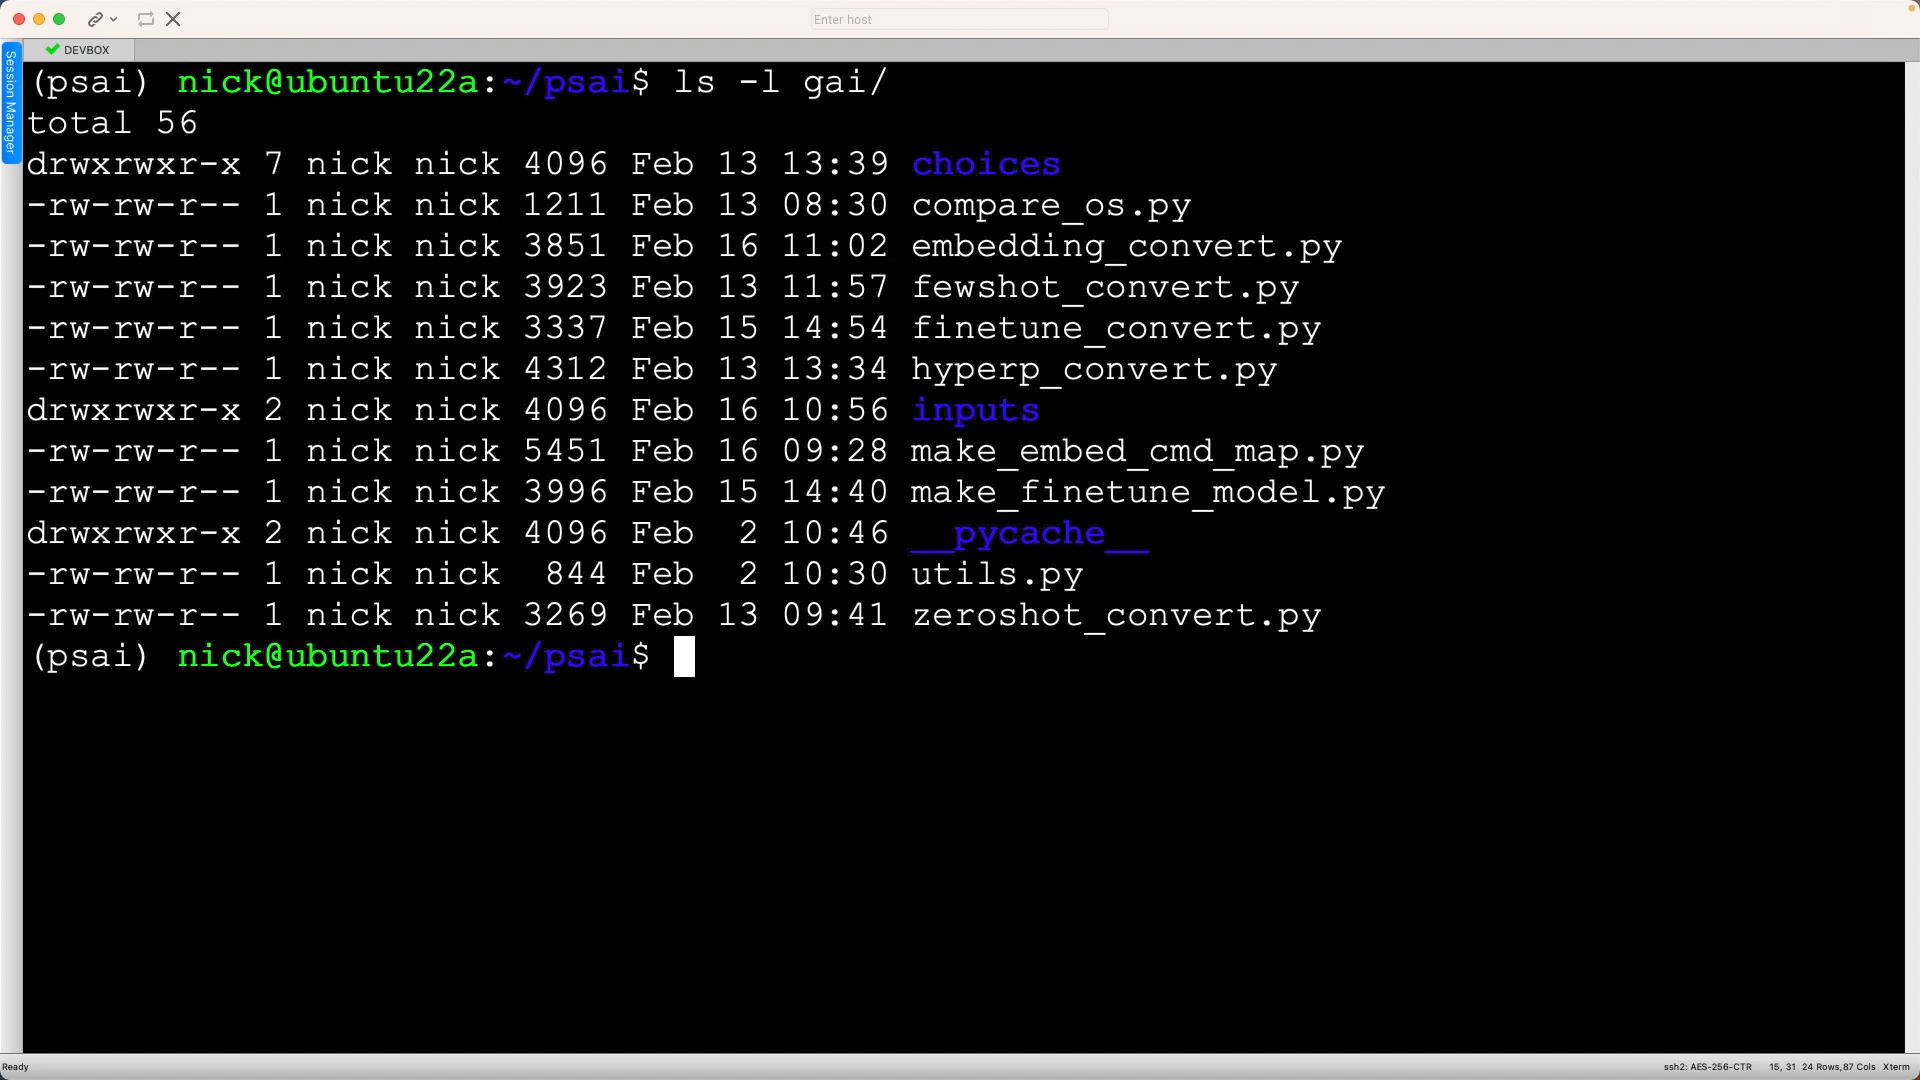 Enter host
DEVBOX
Session Manager
(psai) nick@ubuntu22a:~/psai$ ls -l gai/
total 56
drwxrwxr-x 7 nick nick 4096 Feb 13 13:39 choices
-rw-rw-r-- 1 nick nick 1211 Feb 13 08:30 compare_os.py
-rw-rw-r-- 1 nick nick 3851 Feb 16 11:02 embedding_convert.py
-rw-rw-r-- 1 nick nick 3923 Feb 13 11:57 fewshot_convert.py
-rw-rw-r-- 1 nick nick 3337 Feb 15 14:54 finetune_convert.py
-rw-rw-r-- 1 nick nick 4312 Feb 13 13:34 hyperp_convert.py
drwxrwxr-x 2 nick nick 4096 Feb 16 10:56 inputs
-rw-rw-r-- 1 nick nick 5451 Feb 16 09:28 make_embed_cmd_map.py
-rw-rw-r-- 1 nick nick 3996 Feb 15 14:40 make_finetune_model.py
drwxrwxr-x 2 nick nick 4096 Feb  2 10:46 __pycache__
-rw-rw-r-- 1 nick nick  844 Feb  2 10:30 utils.py
-rw-rw-r-- 1 nick nick 3269 Feb 13 09:41 zeroshot_convert.py
(psai) nick@ubuntu22a:~/psai$
Ready
ssh2: AES-256-CTR 15, 31 24 Rows,87 Cols Xterm